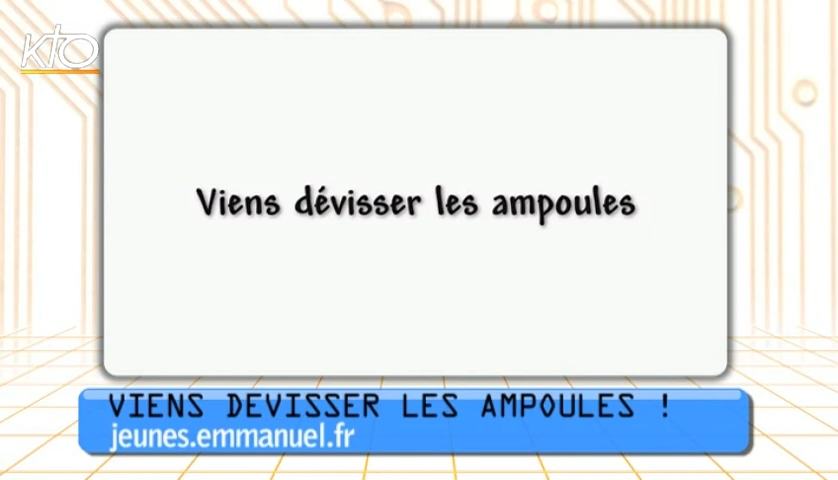 KTO
Viens dévisser les ampoules
VIENS DEVISSER LES AMPOULES !
jeunes.emmanuel.fr